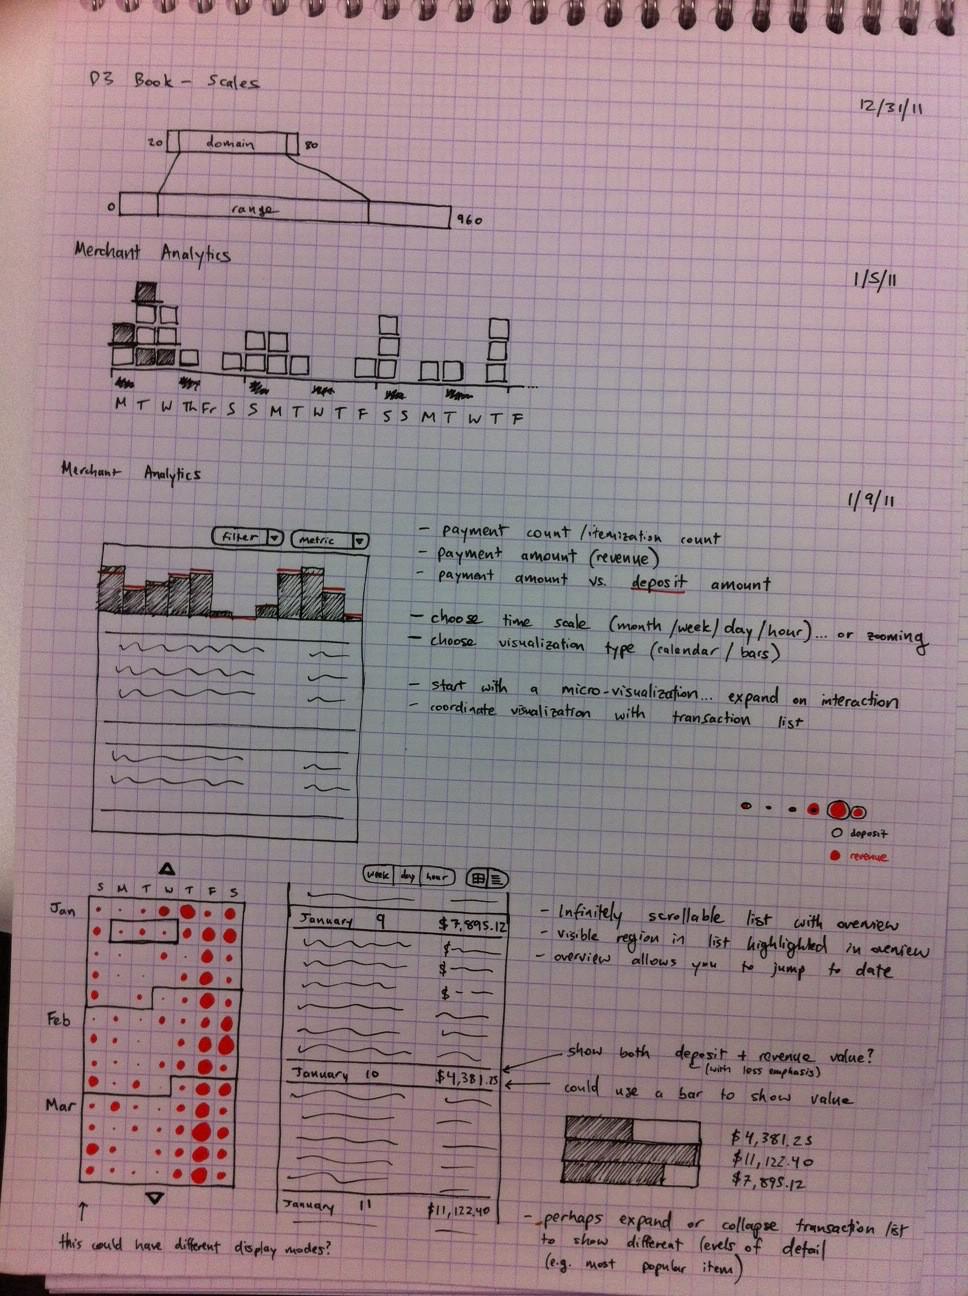 D3 Book - Scales
12/31/11
20 domain 80
0 range 960
Merchant Analytics
1/5/11
M T W Th Fr S S M T W T F S S M T W T F
Merchant Analytics
1/9/11
Filter Metric
- payment count/itemization count
- payment amount (revenue)
- payment amount vs. deposit amount
- choose time scale (month/week/day/hour)... or zooming
- choose visualization type (calendar/bars)
- start with a micro-visualization... expand on interaction
- coordinate visualization with transaction list
deposit
revenue
week day hour
S M T W T F S
Jan
Feb
Mar
January 9 $7,895.12
$
$
$
January 10 $4,381.25
January 11 $11,122.40
- Infinitely scrollable list with overview
- visible region in list highlighted in overview
- overview allows you to jump to date
show both deposit + revenue value?
(with less emphasis)
could use a bar to show value
$4,381.25
$11,122.40
$7,895.12
- perhaps expand or collapse transaction list
to show different levels of detail
(e.g. most popular item)
this could have different display modes?